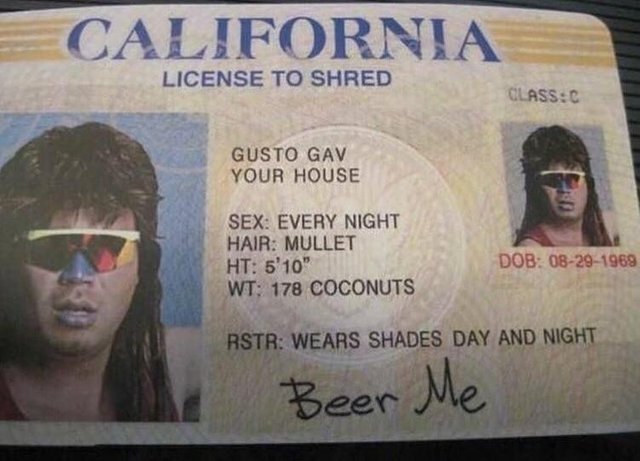 CALIFORNIA
LICENSE TO SHRED
CLASS:C
GUSTO GAV
YOUR HOUSE
SEX: EVERY NIGHT
HAIR: MULLET
HT: 5'10"
WT: 178 COCONUTS
DOB: 08-29-1969
RSTR: WEARS SHADES DAY AND NIGHT
Beer Me